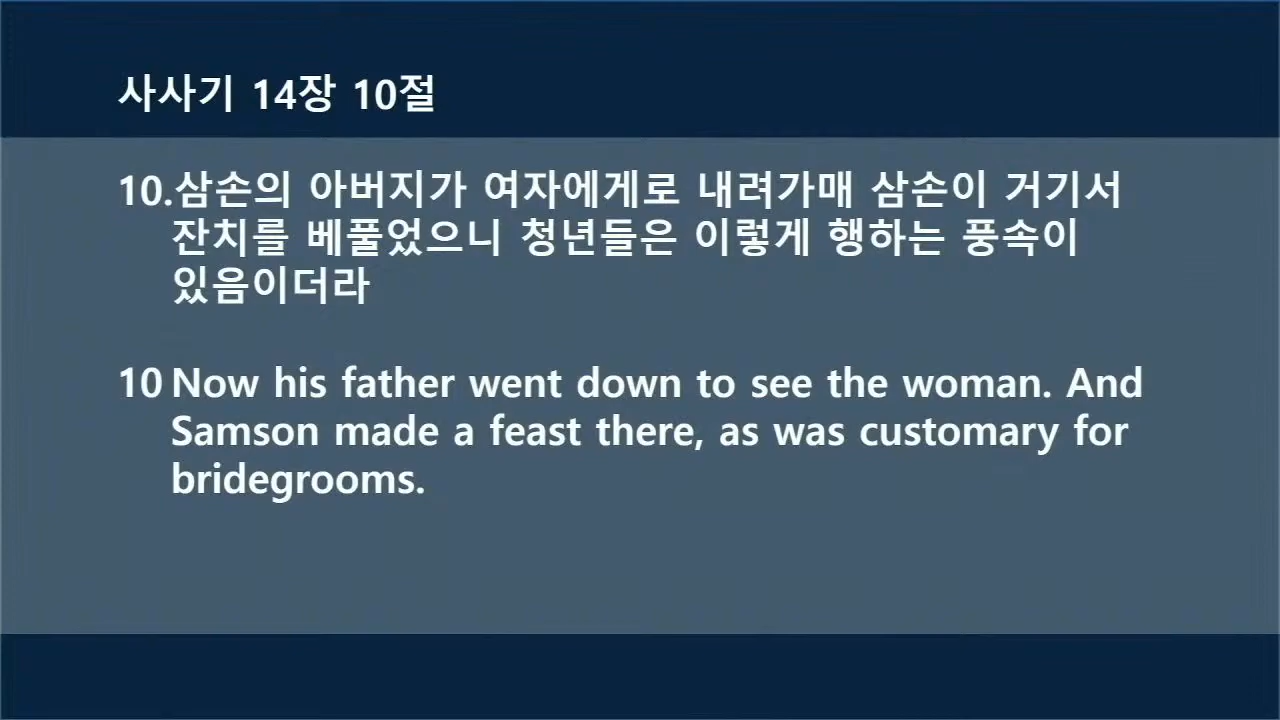 사사기 14장 10절
10.삼손의 아버지가 여자에게로 내려가매 삼손이 거기서
잔치를 베풀었으니 청년들은 이렇게 행하는 풍속이
있음이더라
10 Now his father went down to see the woman. And
Samson made a feast there, as was customary for
bridegrooms.